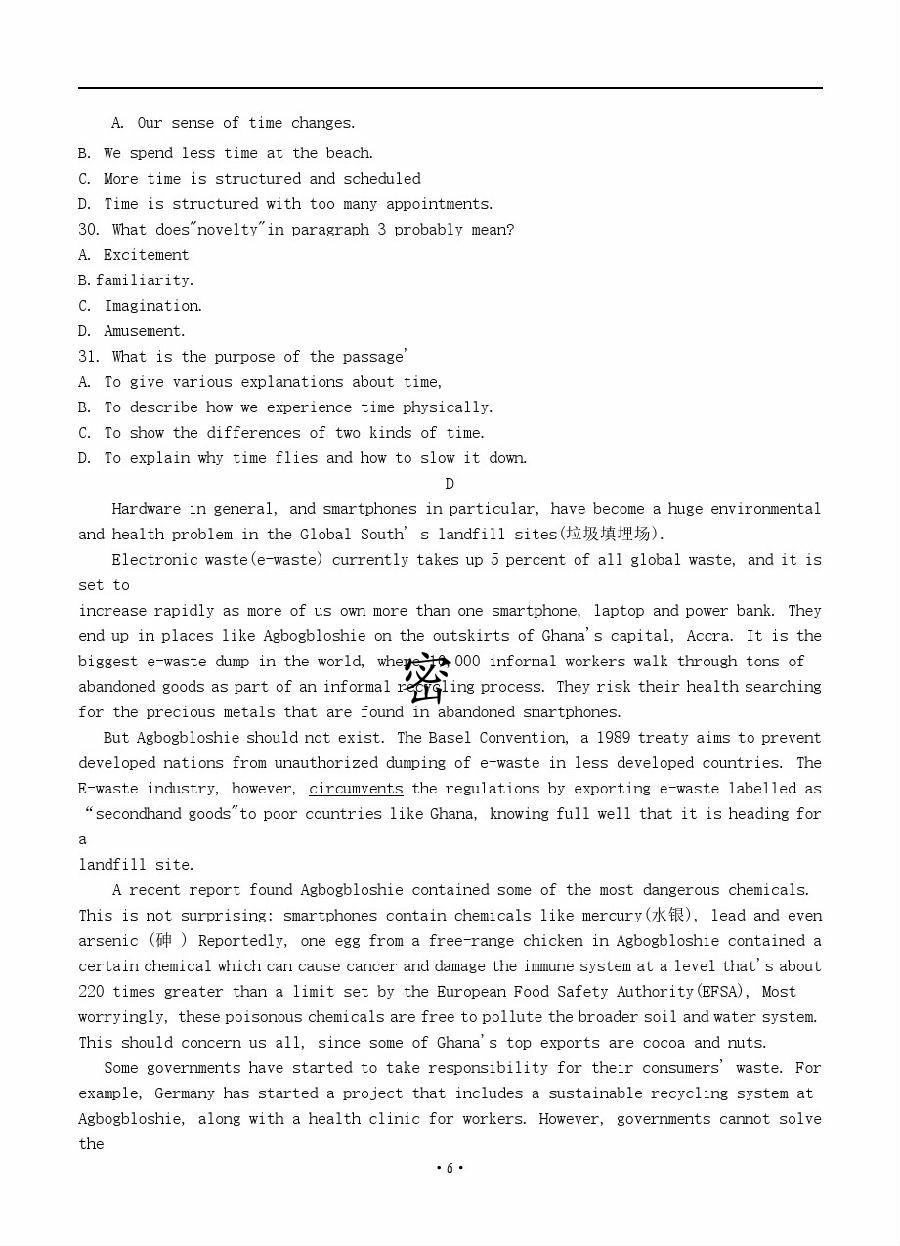 A. Our sense of time changes.
B. We spend less time at the beach.
C. More time is structured and scheduled
D. Time is structured with too many appointments.
30. What does"novelty"in paragraph 3 probably mean?
A. Excitement
B.familiarity.
C. Imagination.
D. Amusement.
31. What is the purpose of the passage'
A. To give various explanations about time,
B. To describe how we experience time physically.
C. To show the differences of two kinds of time.
D. To explain why time flies and how to slow it down.
D
Hardware in general, and smartphones in particular, have become a huge environmental
and health problem in the Global South' s landfill sites(垃圾填埋场).
Electronic waste(e-waste) currently takes up 5 percent of all global waste, and it is
set to
increase rapidly as more of us own more than one smartphone, laptop and power bank. They
end up in places like Agbogbloshie on the outskirts of Ghana's capital, Accra. It is the
biggest e-waste dump in the world, where 10,000 informal workers walk through tons of
abandoned goods as part of an informal recycling process. They risk their health searching
for the precious metals that are found in abandoned smartphones.
密
But Agbogbloshie should not exist. The Basel Convention, a 1989 treaty aims to prevent
developed nations from unauthorized dumping of e-waste in less developed countries. The
E-waste industry, however, circumvents the regulations by exporting e-waste labelled as
“secondhand goods"to poor countries like Ghana, knowing full well that it is heading for
a
landfill site.
A recent report found Agbogbloshie contained some of the most dangerous chemicals.
This is not surprising: smartphones contain chemicals like mercury(水银), lead and even
arsenic (砷 ) Reportedly, one egg from a free-range chicken in Agbogbloshie contained a
certain chemical which can cause cancer and damage the immune system at a level that's about
220 times greater than a limit set by the European Food Safety Authority(EFSA), Most
worryingly, these poisonous chemicals are free to pollute the broader soil and water system.
This should concern us all, since some of Ghana's top exports are cocoa and nuts.
Some governments have started to take responsibility for their consumers' waste. For
example, Germany has started a project that includes a sustainable recycling system at
Agbogbloshie, along with a health clinic for workers. However, governments cannot solve
the
·6·